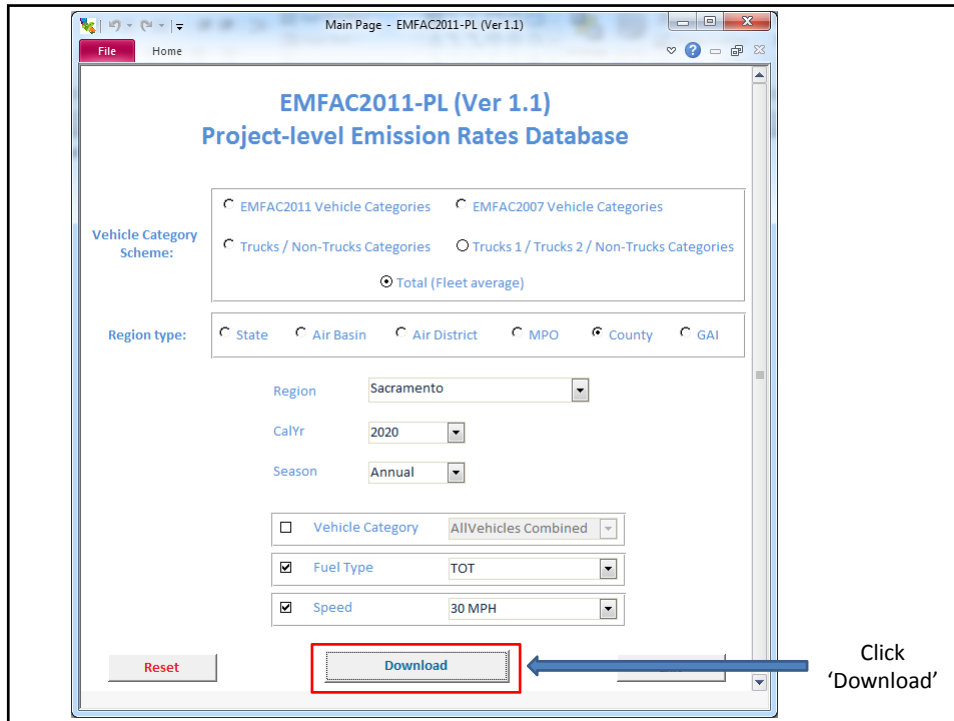 Main Page - EMFAC2011-PL (Ver 1.1)
File Home
EMFAC2011-PL (Ver 1.1)
Project-level Emission Rates Database
Vehicle Category
Scheme:
EMFAC2011 Vehicle Categories EMFAC2007 Vehicle Categories
Trucks / Non-Trucks Categories Trucks 1 / Trucks 2 / Non-Trucks Categories
Total (Fleet average)
Region type: State Air Basin Air District MPO County GAI
Region Sacramento
CalYr 2020
Season Annual
Vehicle Category AllVehicles Combined
Fuel Type TOT
Speed 30 MPH
Reset Download
Click
‘Download’